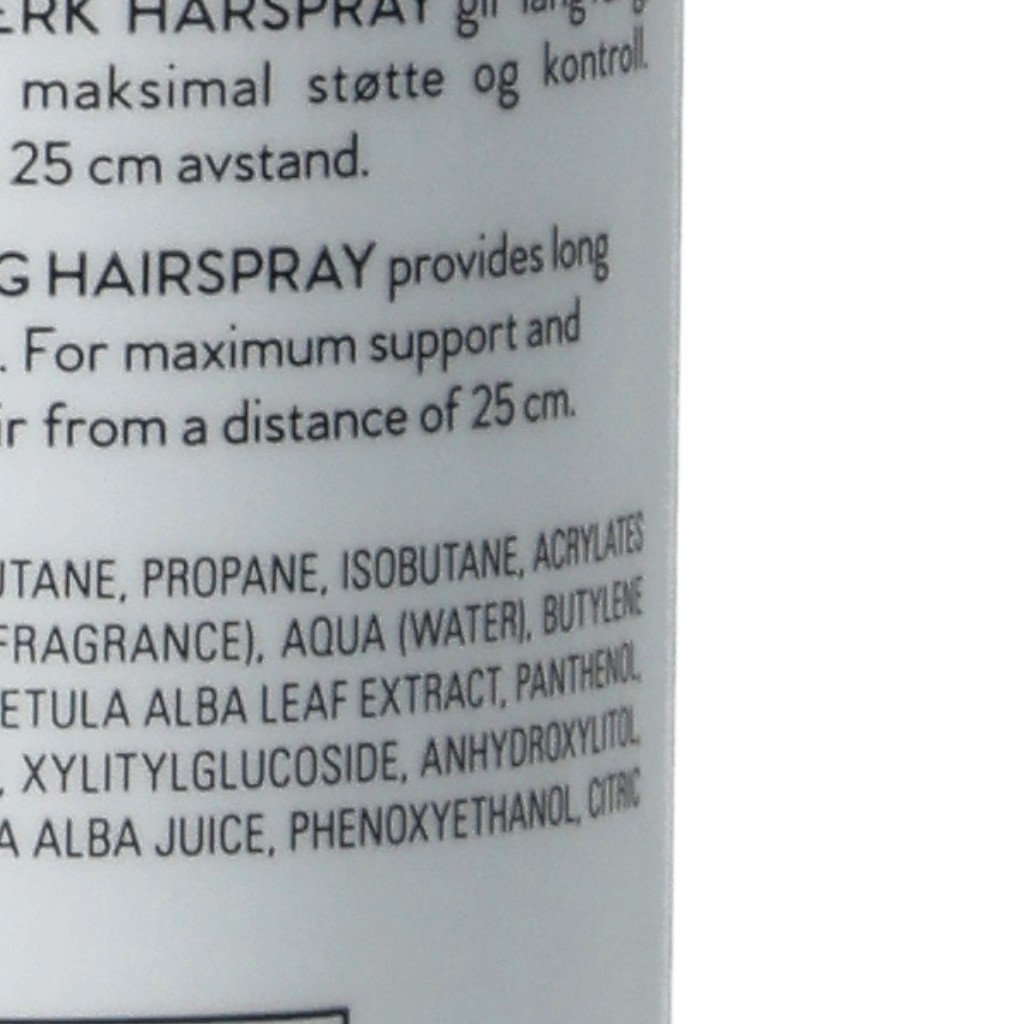 ERK HÅRSPRAY gir
maksimal støtte og kontroll.
25 cm avstand.
G HAIRSPRAY provides long
. For maximum support and
ir from a distance of 25 cm.
UTANE, PROPANE, ISOBUTANE, ACRYLATES
FRAGRANCE), AQUA (WATER), BUTYLENE
ETULA ALBA LEAF EXTRACT, PANTHENOL,
, XYLITYLGLUCOSIDE, ANHYDROXYLITOL,
A ALBA JUICE, PHENOXYETHANOL, CITRIC